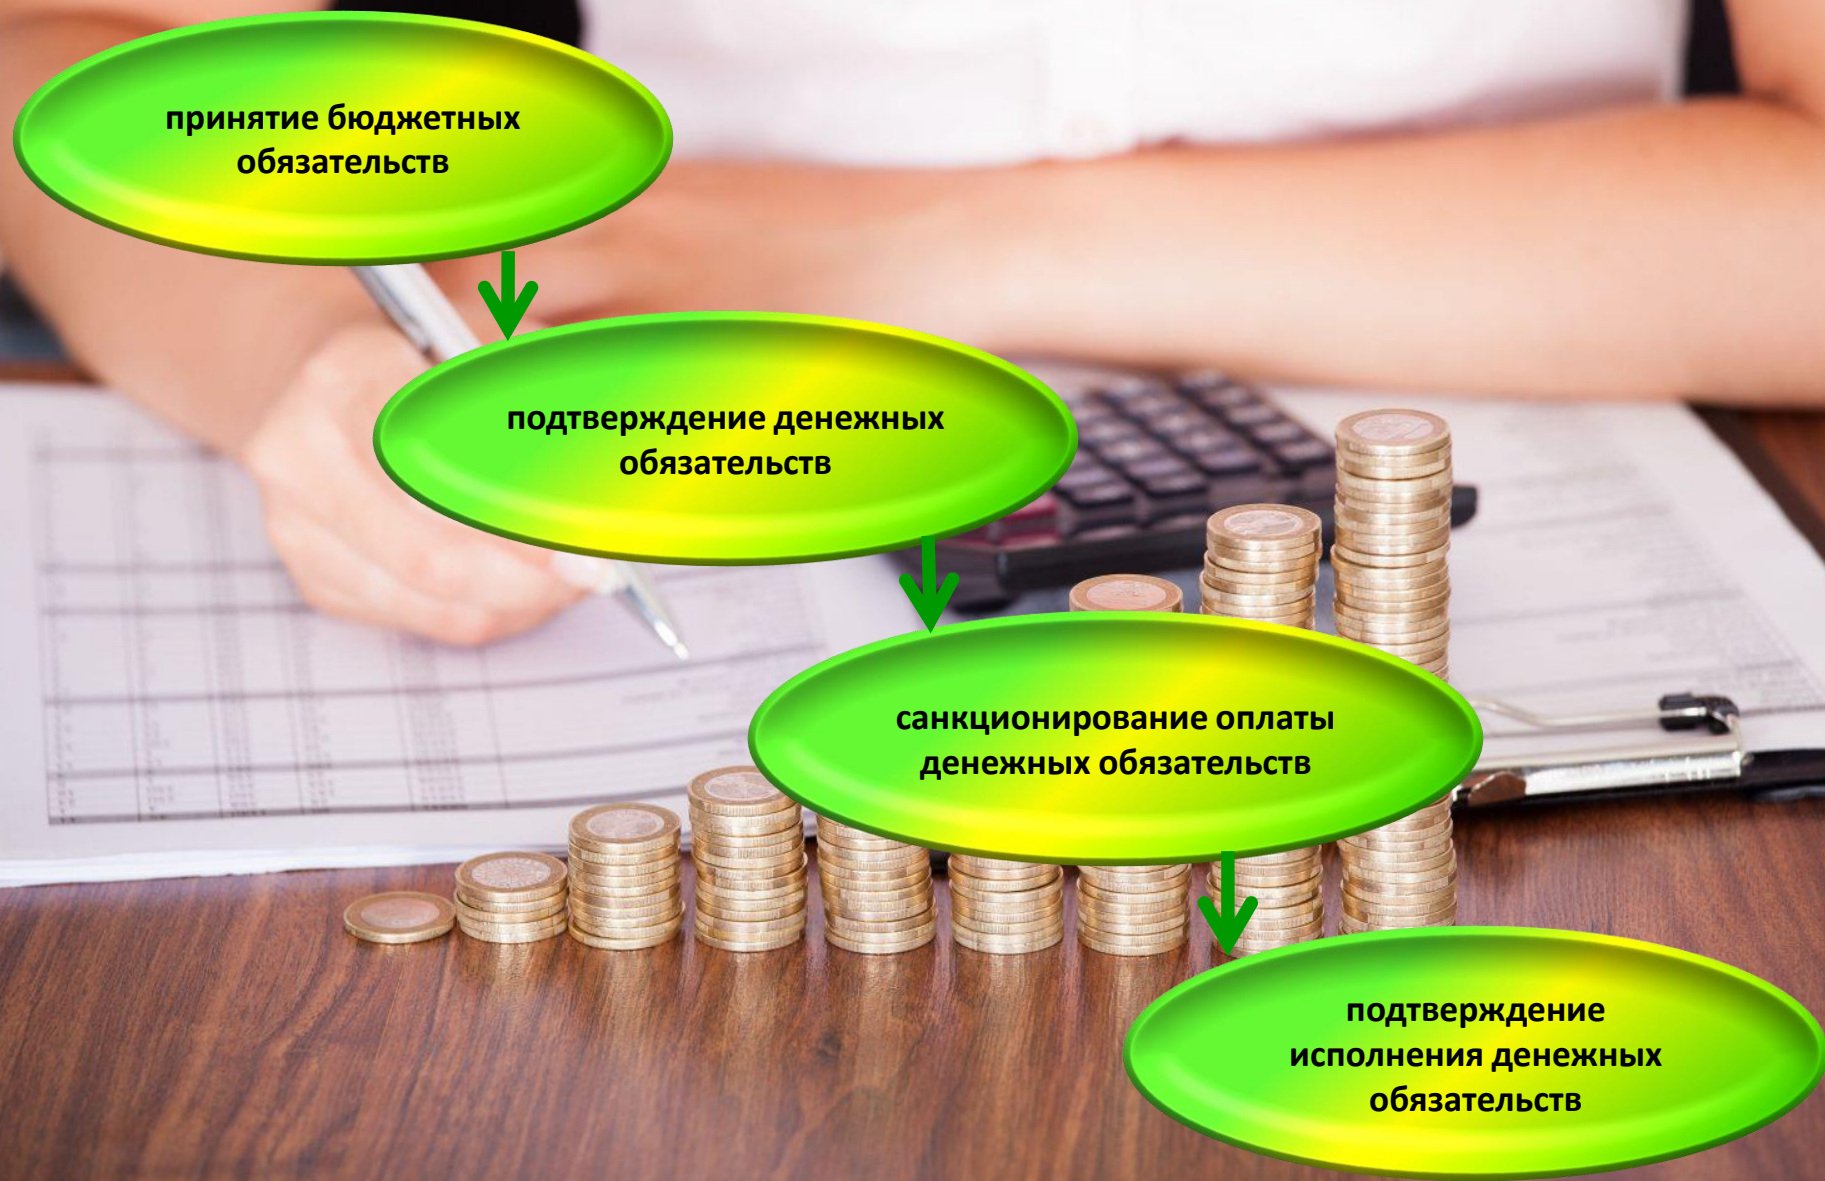 принятие бюджетных
обязательств
подтверждение денежных
обязательств
санкционирование оплаты
денежных обязательств
подтверждение
исполнения денежных
обязательств